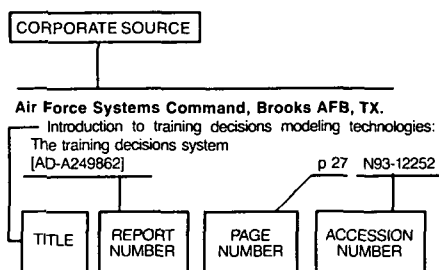 CORPORATE SOURCE
Air Force Systems Command, Brooks AFB, TX.
Introduction to training decisions modeling technologies:
The training decisions system
[AD-A249862] p 27 N93-12252
TITLE REPORT NUMBER PAGE NUMBER ACCESSION NUMBER